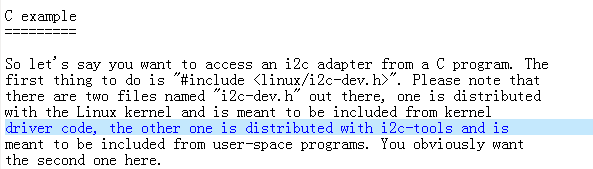 C example
=========
So let's say you want to access an i2c adapter from a C program. The
first thing to do is "#include <linux/i2c-dev.h>". Please note that
there are two files named "i2c-dev.h" out there, one is distributed
with the Linux kernel and is meant to be included from kernel
driver code, the other one is distributed with i2c-tools and is
meant to be included from user-space programs. You obviously want
the second one here.